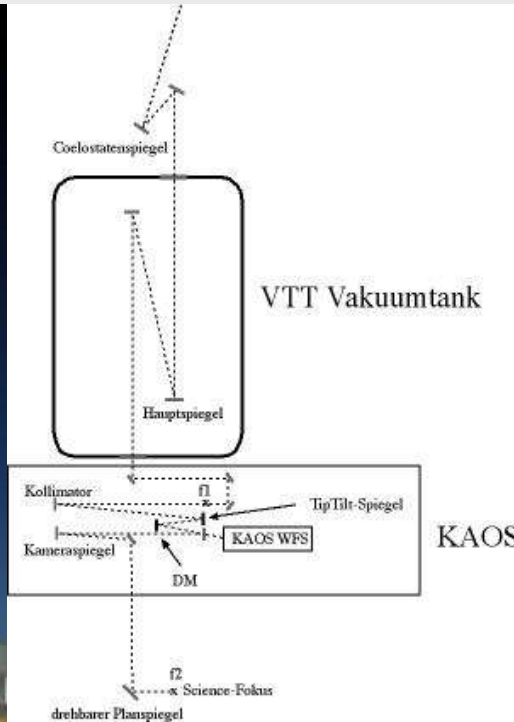 Coelostatenspiegel
VTT Vakuumtank
Hauptspiegel
Kollimator
f1
TipTilt-Spiegel
KAOS WFS
KAOS
Kameraspiegel
DM
f2
x Science-Fokus
drehbarer Planspiegel